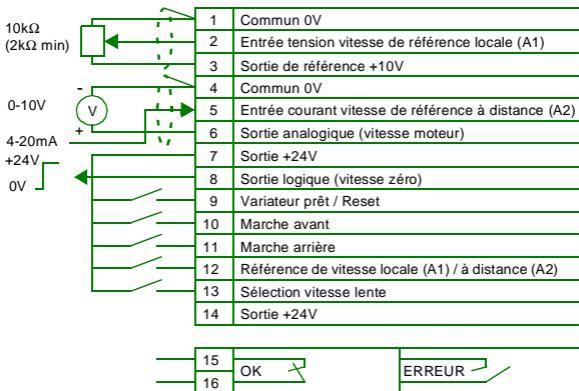 10kΩ
(2kΩ min)
0-10V
-
V
+
4-20mA
+24V
0V
1 Commun 0V
2 Entrée tension vitesse de référence locale (A1)
3 Sortie de référence +10V
4 Commun 0V
5 Entrée courant vitesse de référence à distance (A2)
6 Sortie analogique (vitesse moteur)
7 Sortie +24V
8 Sortie logique (vitesse zéro)
9 Variateur prêt / Reset
10 Marche avant
11 Marche arrière
12 Référence de vitesse locale (A1) / à distance (A2)
13 Sélection vitesse lente
14 Sortie +24V
15
OK ERREUR
16